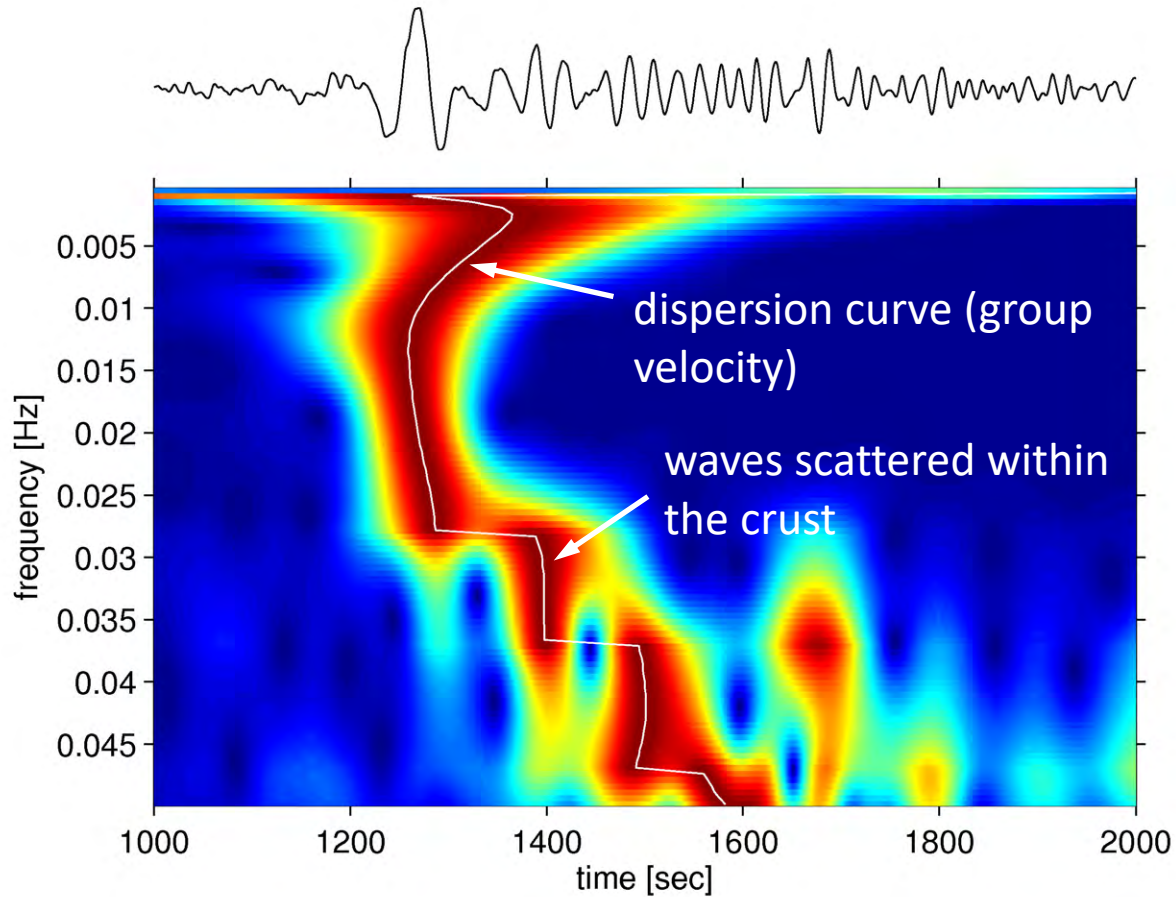 0.005
0.01
0.015
0.02
0.025
0.03
0.035
0.04
0.045
frequency [Hz]
dispersion curve (group
velocity)
waves scattered within
the crust
1000 1200 1400 1600 1800 2000
time [sec]